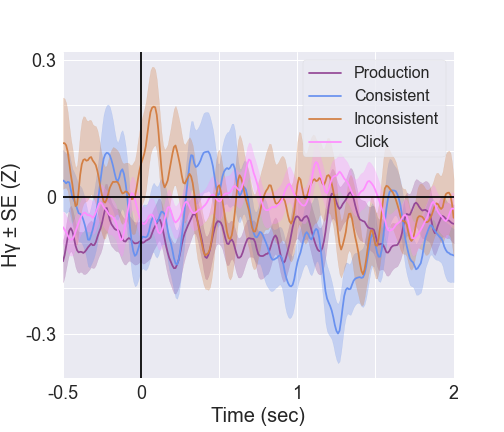 Production
Consistent
Inconsistent
Click
0.3
0
-0.3
Hγ ± SE (Z)
-0.5 0 1 2
Time (sec)